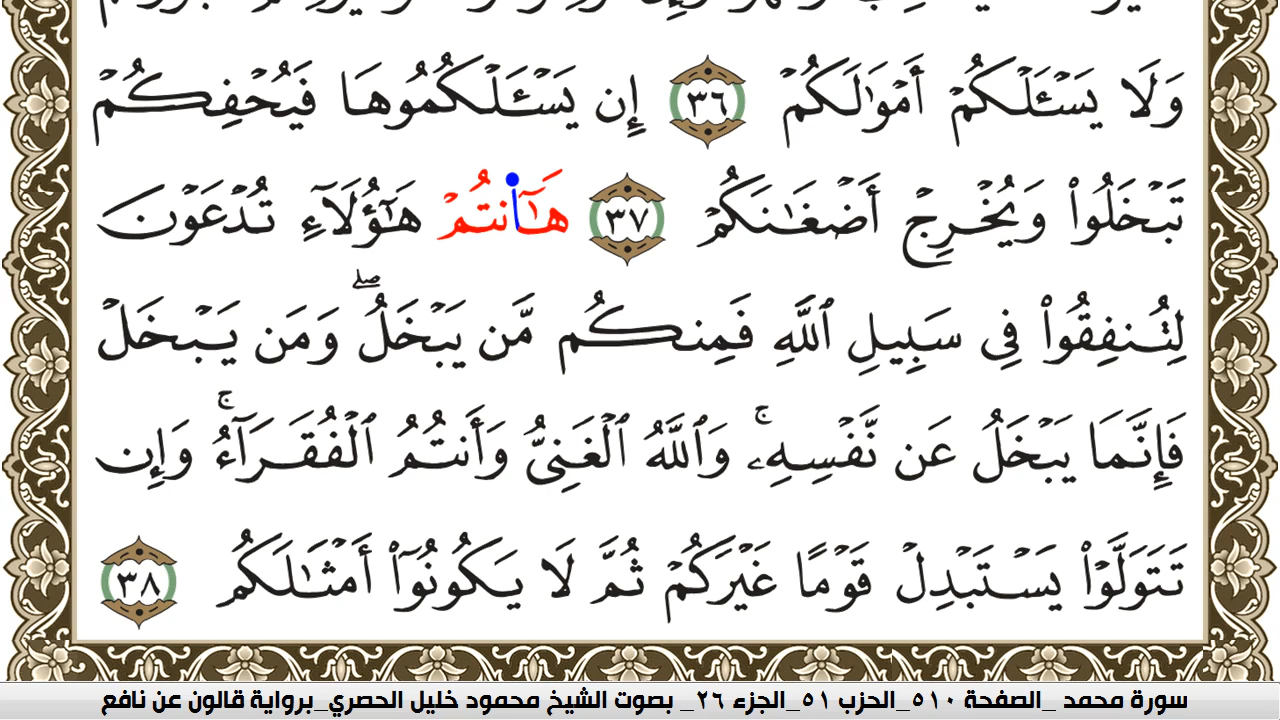 وَلَا يَسْـَٔلْكُمْ أَمْوَٰلَكُمْ ٣٦ إِن يَسْـَٔلْكُمُوهَا فَيُحْفِكُمْ
تَبْخَلُوا۟ وَيُخْرِجْ أَضْغَـٰنَكُمْ ٣٧ هَـٰٓأَنتُمْ هَـٰٓؤُلَآءِ تُدْعَوْنَ
لِتُنفِقُوا۟ فِي سَبِيلِ ٱللَّهِ فَمِنكُم مَّن يَبْخَلُ ۖ وَمَن يَبْخَلْ
فَإِنَّمَا يَبْخَلُ عَن نَّفْسِهِۦ ۚ وَٱللَّهُ ٱلْغَنِىُّ وَأَنتُمُ ٱلْفُقَرَآءُ ۚ وَإِن
تَتَوَلَّوْا۟ يَسْتَبْدِلْ قَوْمًا غَيْرَكُمْ ثُمَّ لَا يَكُونُوٓا۟ أَمْثَـٰلَكُم ٣٨
سورة محمد _الصفحة ٥١٠_الحزب ٥١_الجزء ٢٦_ بصوت الشيخ محمود خليل الحصري_برواية قالون عن نافع